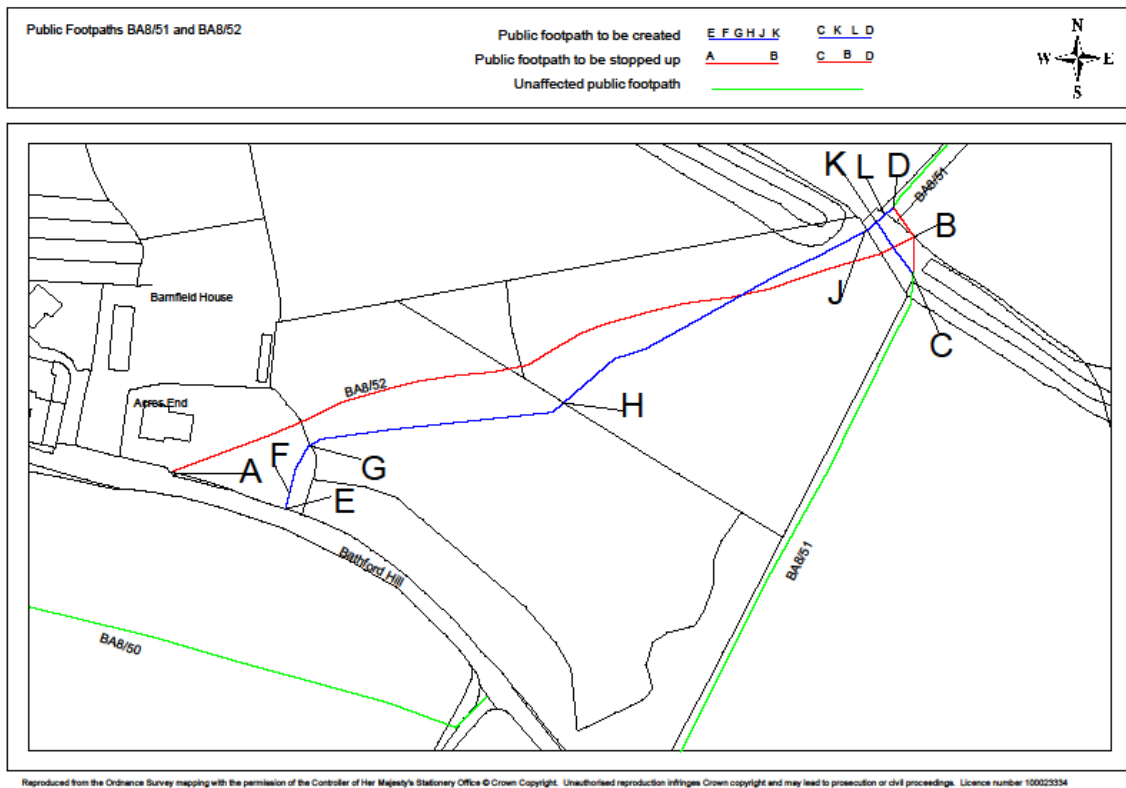 Public Footpaths BA8/51 and BA8/52
Public footpath to be created E F G H J K C K L D
Public footpath to be stopped up A B C B D
Unaffected public footpath
N
W E
S
K L D
BA8/51
B
J
C
Barnfield House
Acres End
BA8/52
H
F
A
G
E
Bathford Hill
BA8/51
BA8/50
Reproduced from the Ordnance Survey mapping with the permission of the Controller of Her Majesty's Stationery Office © Crown Copyright. Unauthorised reproduction infringes Crown copyright and may lead to prosecution or civil proceedings. Licence number 100023334